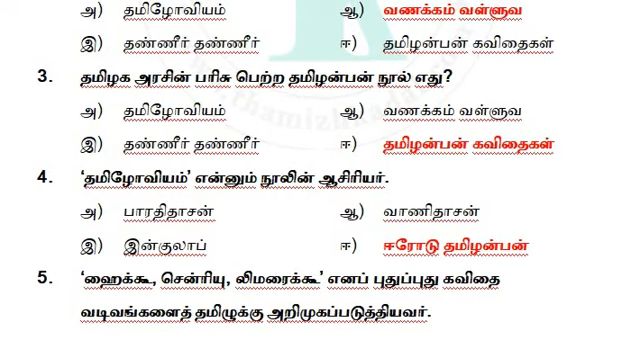 அ) தமிழோவியம் ஆ) வணக்கம் வள்ளுவ
இ) தண்ணீர் தண்ணீர் ஈ) தமிழன்பன் கவிதைகள்
3. தமிழக அரசின் பரிசு பெற்ற தமிழன்பன் நூல் எது?
அ) தமிழோவியம் ஆ) வணக்கம் வள்ளுவ
இ) தண்ணீர் தண்ணீர் ஈ) தமிழன்பன் கவிதைகள்
4. ‘தமிழோவியம்’ என்னும் நூலின் ஆசிரியர்.
அ) பாரதிதாசன் ஆ) வாணிதாசன்
இ) இன்குலாப் ஈ) ஈரோடு தமிழன்பன்
5. ‘ஹைக்கூ, சென்ரியு, லிமரைக்கூ’ எனப் புதுப்புது கவிதை
வடிவங்களைத் தமிழுக்கு அறிமுகப்படுத்தியவர்.